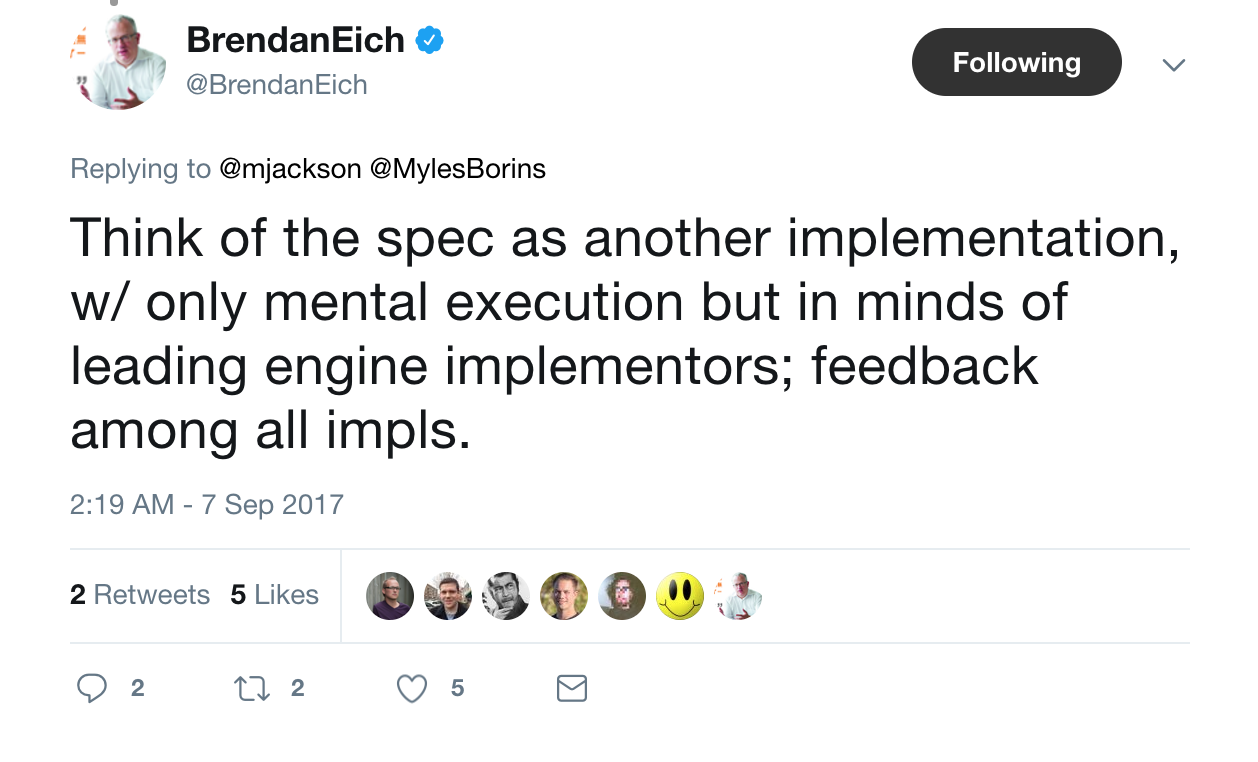 BrendanEich
@BrendanEich
Following
Replying to @mjackson @MylesBorins
Think of the spec as another implementation,
w/ only mental execution but in minds of
leading engine implementors; feedback
among all impls.
2:19 AM - 7 Sep 2017
2 Retweets 5 Likes
2 2 5